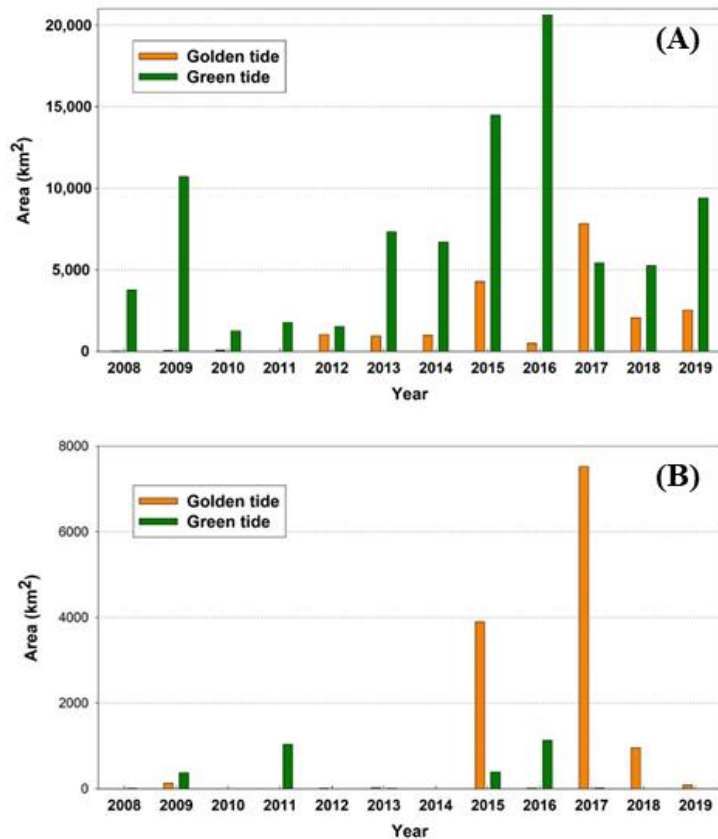 (A)
Golden tide
Green tide
Area (km²)
20,000
15,000
10,000
5,000
0
2008 2009 2010 2011 2012 2013 2014 2015 2016 2017 2018 2019
Year
(B)
Golden tide
Green tide
Area (km²)
8000
6000
4000
2000
0
2008 2009 2010 2011 2012 2013 2014 2015 2016 2017 2018 2019
Year